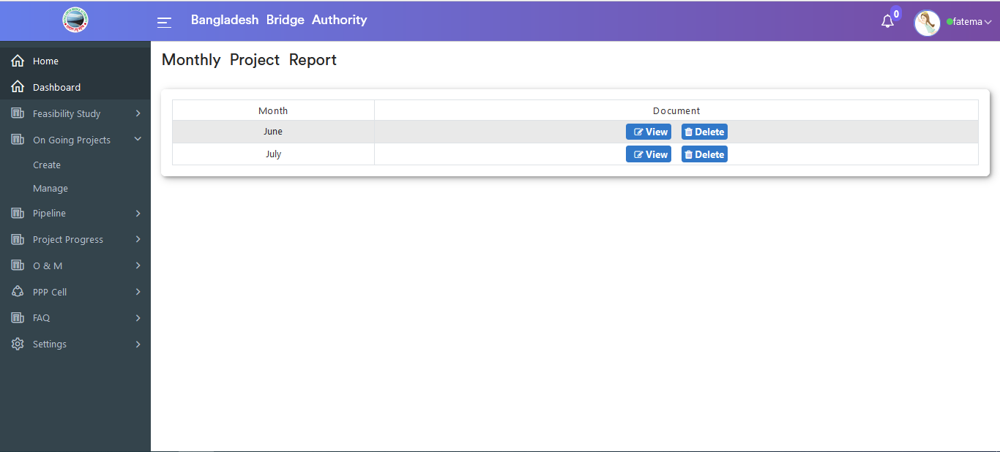 Bangladesh Bridge Authority
0
fatema
Home
Dashboard
Feasibility Study
On Going Projects
Create
Manage
Pipeline
Project Progress
O & M
PPP Cell
FAQ
Settings
Monthly Project Report
Month Document
June View Delete
July View Delete